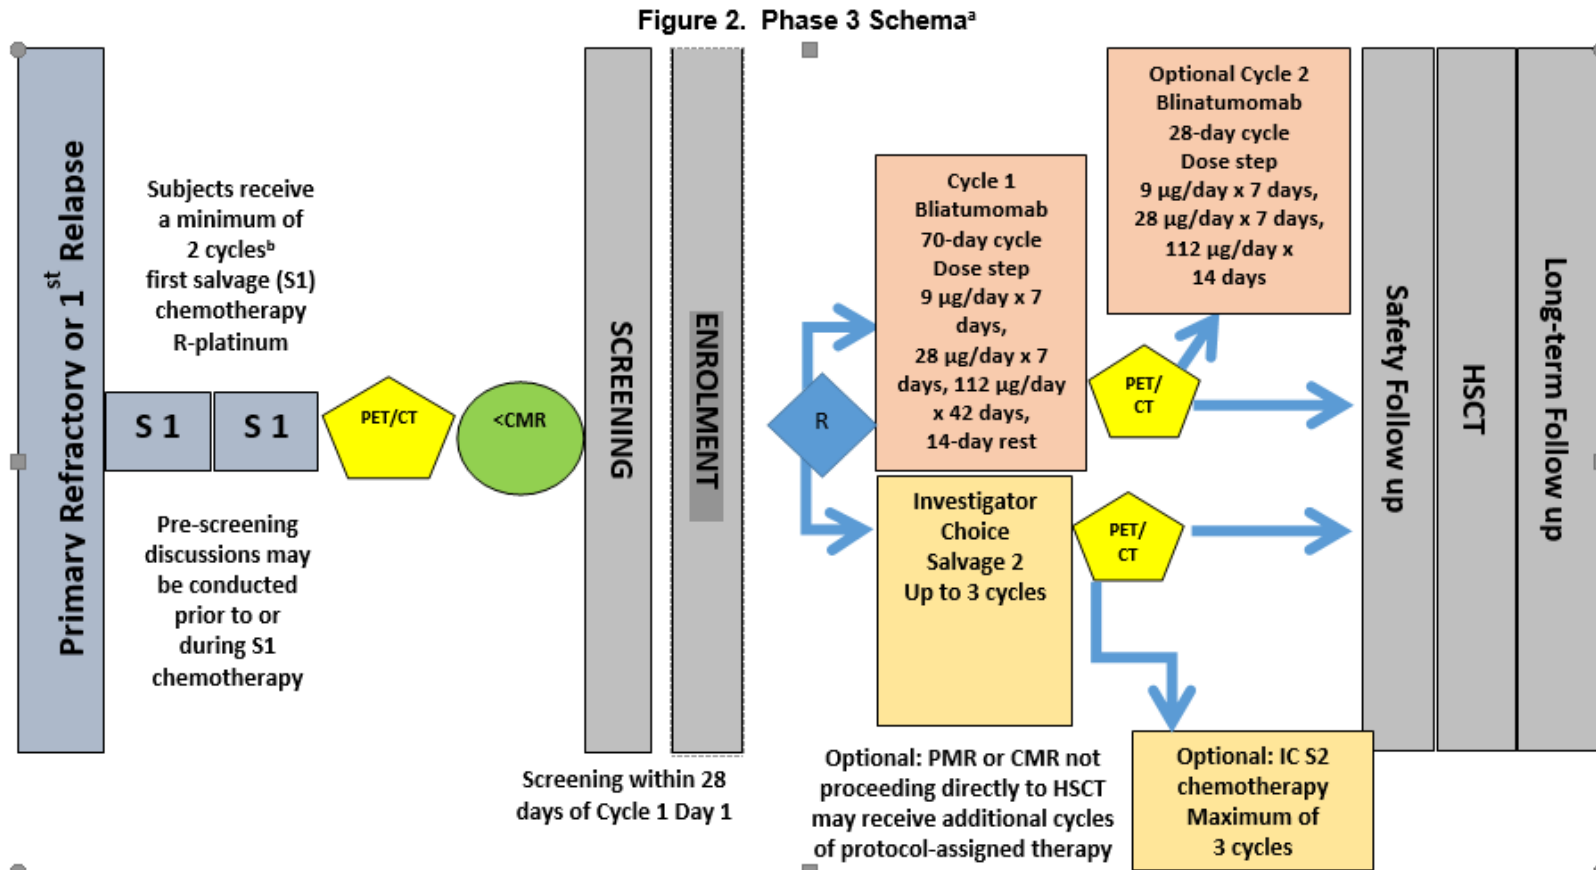 Figure 2.  Phase 3 Schemaᵃ
Primary Refractory or 1st Relapse
Subjects receive
a minimum of
2 cyclesᵇ
first salvage (S1)
chemotherapy
R-platinum
S 1
S 1
Pre-screening
discussions may
be conducted
prior to or
during S1
chemotherapy
PET/CT
<CMR
SCREENING
Screening within 28
days of Cycle 1 Day 1
ENROLMENT
R
Cycle 1
Bliatumomab
70-day cycle
Dose step
9 µg/day x 7
days,
28 µg/day x 7
days, 112 µg/day
x 42 days,
14-day rest
PET/
CT
Optional Cycle 2
Blinatumomab
28-day cycle
Dose step
9 µg/day x 7 days,
28 µg/day x 7 days,
112 µg/day x
14 days
Investigator
Choice
Salvage 2
Up to 3 cycles
PET/
CT
Optional: PMR or CMR not
proceeding directly to HSCT
may receive additional cycles
of protocol-assigned therapy
Optional: IC S2
chemotherapy
Maximum of
3 cycles
Safety Follow up
HSCT
Long-term Follow up